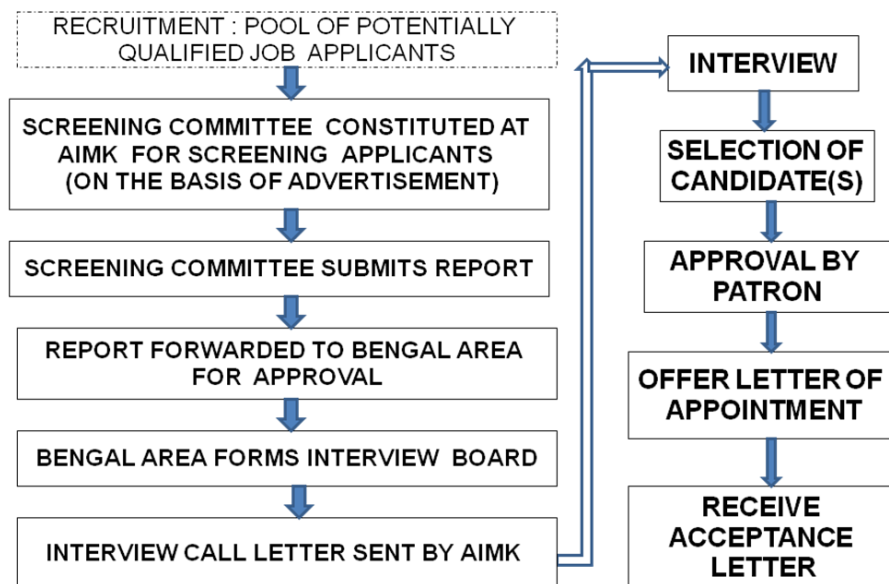 RECRUITMENT : POOL OF POTENTIALLY
QUALIFIED JOB APPLICANTS
SCREENING COMMITTEE CONSTITUTED AT
AIMK FOR SCREENING APPLICANTS
(ON THE BASIS OF ADVERTISEMENT)
SCREENING COMMITTEE SUBMITS REPORT
REPORT FORWARDED TO BENGAL AREA
FOR APPROVAL
BENGAL AREA FORMS INTERVIEW BOARD
INTERVIEW CALL LETTER SENT BY AIMK
INTERVIEW
SELECTION OF
CANDIDATE(S)
APPROVAL BY
PATRON
OFFER LETTER OF
APPOINTMENT
RECEIVE
ACCEPTANCE
LETTER